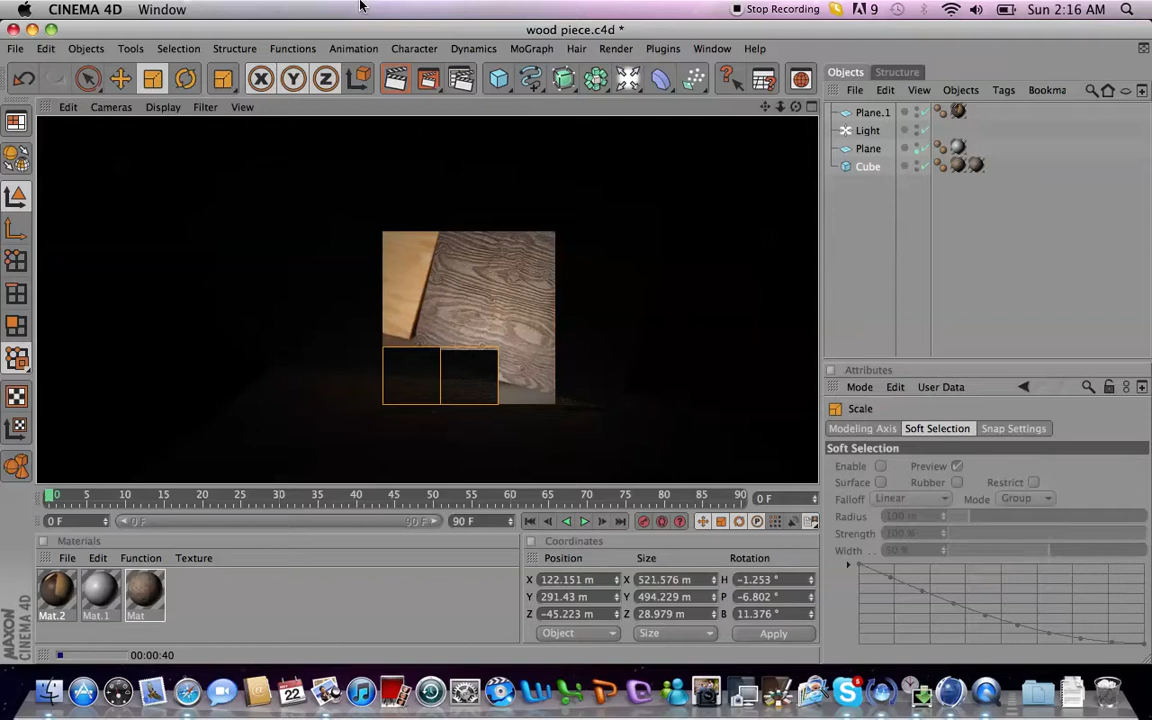 CINEMA 4D Window
Stop Recording 9 Sun 2:16 AM
wood piece.c4d *
File Edit Objects Tools Selection Structure Functions Animation Character Dynamics MoGraph Hair Render Plugins Window Help
X Y Z
Objects Structure
File Edit View Objects Tags Bookma
Edit Cameras Display Filter View
Plane.1
Light
Plane
Cube
Attributes
Mode Edit User Data
Scale
Modeling Axis Soft Selection Snap Settings
Soft Selection
Enable Preview
Surface Rubber Restrict
Falloff Linear Mode Group
Radius 100 m
Strength 100 %
Width . . 50 %
0 5 10 15 20 25 30 35 40 45 50 55 60 65 70 75 80 85 90 0 F
0 F 0 F 90 F 90 F
Materials
File Edit Function Texture
Mat.2 Mat.1 Mat
Coordinates
Position Size Rotation
X 122.151 m X 521.576 m H -1.253 °
Y 291.43 m Y 494.229 m P -6.802 °
Z -45.223 m Z 28.979 m B 11.376 °
Object Size Apply
00:00:40
MAXON
CINEMA 4D
22